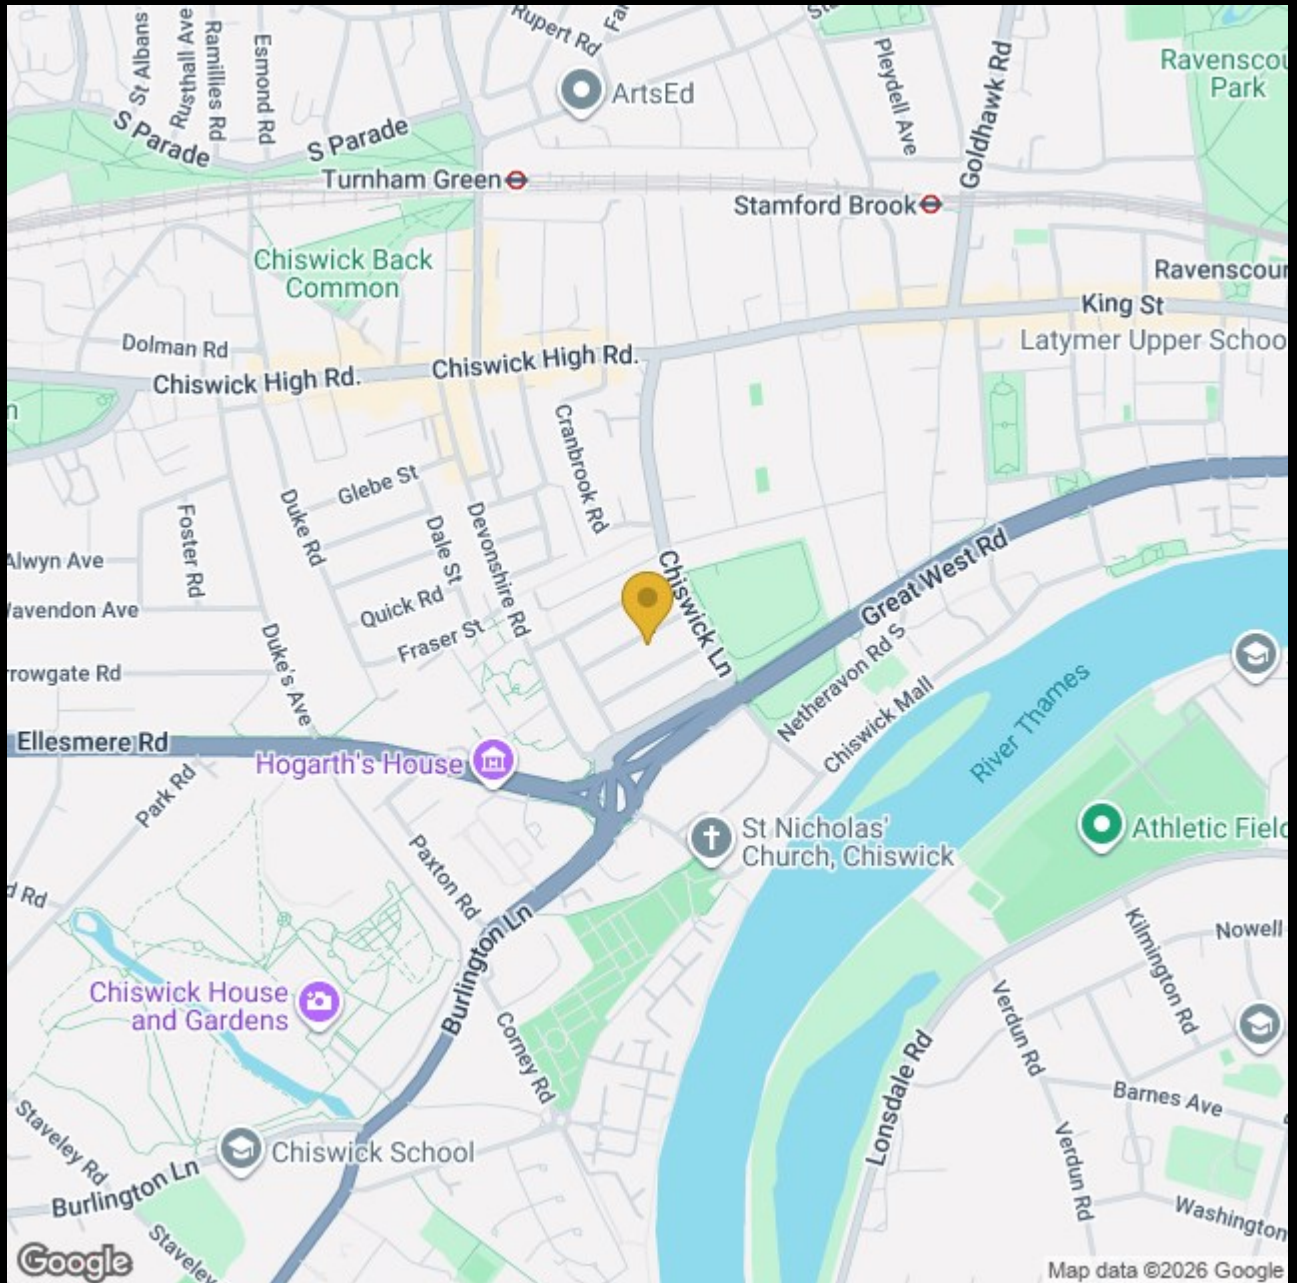 Rupert Rd
St Albans
Rusthall Ave
Ramillies Rd
Esmond Rd
S Parade
S Parade
ArtsEd
Pleydell Ave
Goldhawk Rd
Ravenscou
Park
Turnham Green
Stamford Brook
Chiswick Back
Common
Ravenscour
King St
Latymer Upper Schoo
Dolman Rd
Chiswick High Rd.
Chiswick High Rd.
n
Cranbrook Rd
Glebe St
Duke Rd
Dale St
Devonshire Rd
Foster Rd
Alwyn Ave
Quick Rd
Fraser St
Chiswick Ln
Great West Rd
Netheravon Rd S
Chiswick Mall
River Thames
avendon Ave
rrowgate Rd
Duke's Ave
Ellesmere Rd
Hogarth's House
Park Rd
Paxton Rd
St Nicholas'
Church, Chiswick
Athletic Field
d Rd
Burlington Ln
Kilmington Rd
Nowell
Chiswick House
and Gardens
Corney Rd
Verdun Rd
Lonsdale Rd
Barnes Ave
Verdun Rd
Staveley Rd
Chiswick School
Burlington Ln
Washington
Staveley
Google
Map data ©2026 Google